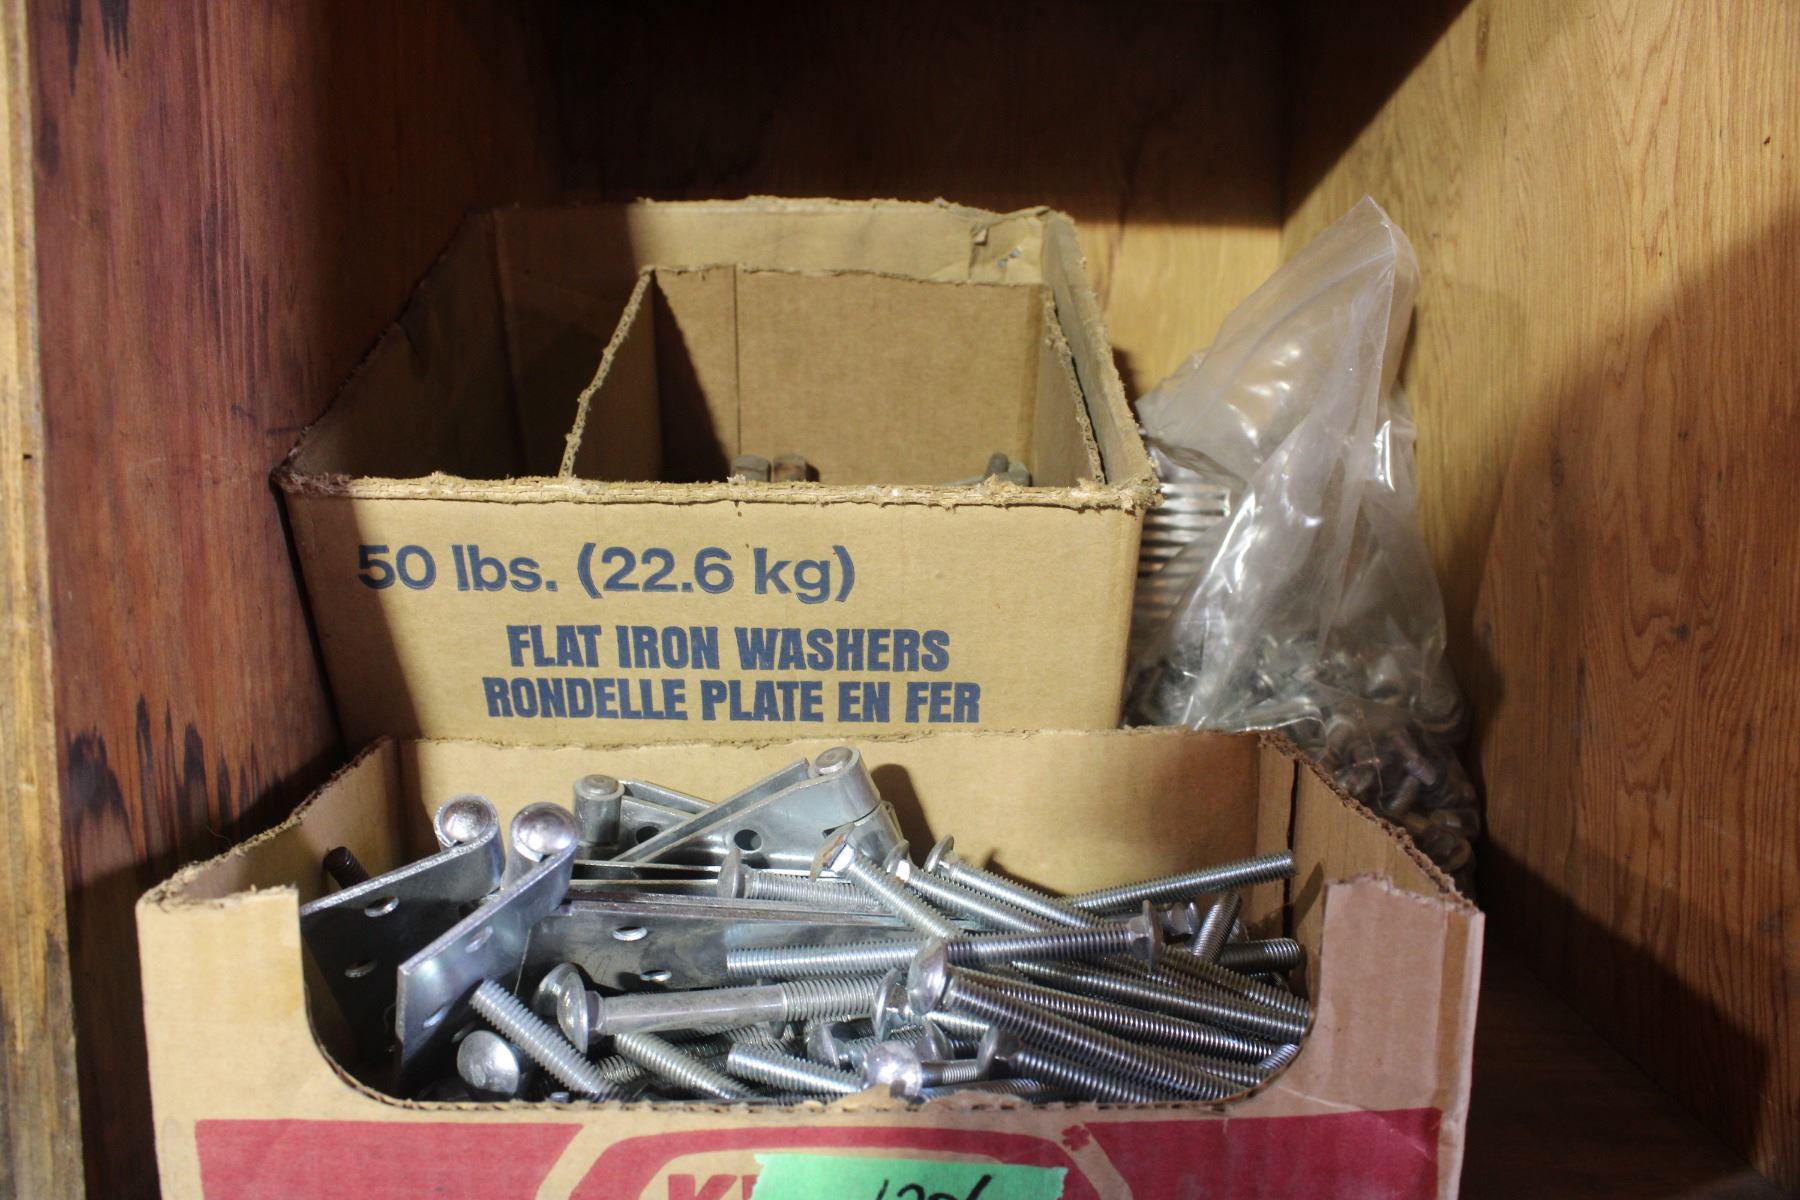 50 lbs. (22.6 kg)
FLAT IRON WASHERS
RONDELLE PLATE EN FER